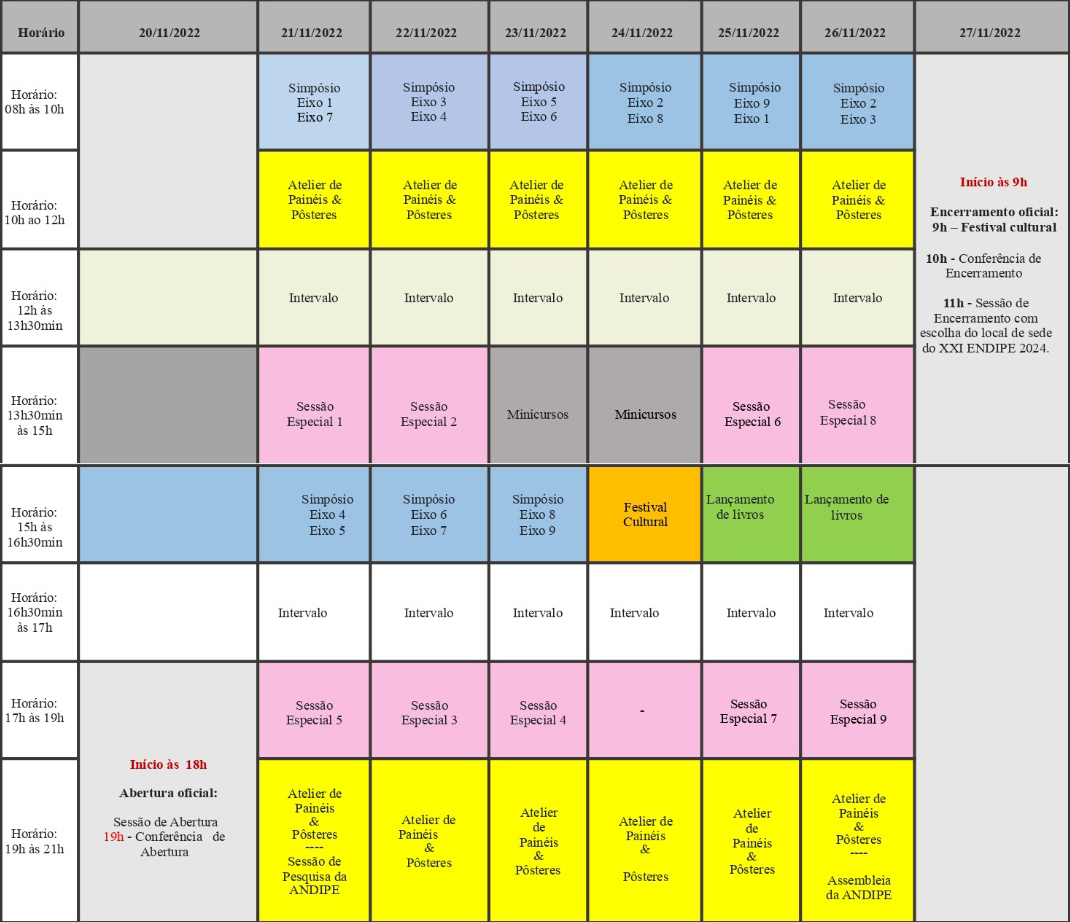 Horário
20/11/2022
21/11/2022
22/11/2022
23/11/2022
24/11/2022
25/11/2022
26/11/2022
27/11/2022
Horário:
08h às 10h
Simpósio
Eixo 1
Eixo 7
Simpósio
Eixo 3
Eixo 4
Simpósio
Eixo 5
Eixo 6
Simpósio
Eixo 2
Eixo 8
Simpósio
Eixo 9
Eixo 1
Simpósio
Eixo 2
Eixo 3
Início às 9h
Encerramento oficial:
9h – Festival cultural
10h - Conferência de
Encerramento
11h - Sessão de
Encerramento com
escolha do local de sede
do XXI ENDIPE 2024.
Horário:
10h ao 12h
Atelier de
Painéis &
Pôsteres
Atelier de
Painéis &
Pôsteres
Atelier de
Painéis &
Pôsteres
Atelier de
Painéis &
Pôsteres
Atelier de
Painéis &
Pôsteres
Atelier de
Painéis &
Pôsteres
Horário:
12h às
13h30min
Intervalo
Intervalo
Intervalo
Intervalo
Intervalo
Intervalo
Horário:
13h30min
às 15h
Sessão
Especial 1
Sessão
Especial 2
Minicursos
Minicursos
Sessão
Especial 6
Sessão
Especial 8
Horário:
15h às
16h30min
Simpósio
Eixo 4
Eixo 5
Simpósio
Eixo 6
Eixo 7
Simpósio
Eixo 8
Eixo 9
Festival
Cultural
Lançamento
de livros
Lançamento de
livros
Horário:
16h30min
às 17h
Intervalo
Intervalo
Intervalo
Intervalo
Intervalo
Intervalo
Horário:
17h às 19h
Início às 18h
Abertura oficial:
Sessão de Abertura
19h - Conferência de
Abertura
Sessão
Especial 5
Sessão
Especial 3
Sessão
Especial 4
-
Sessão
Especial 7
Sessão
Especial 9
Horário:
19h às 21h
Atelier de
Painéis
&
Pôsteres
----
Sessão de
Pesquisa da
ANDIPE
Atelier de
Painéis
&
Pôsteres
Atelier
de
Painéis
&
Pôsteres
Atelier de
Painéis
&
Pôsteres
Atelier
de
Painéis
&
Pôsteres
Atelier de
Painéis
&
Pôsteres
----
Assembleia
da ANDIPE